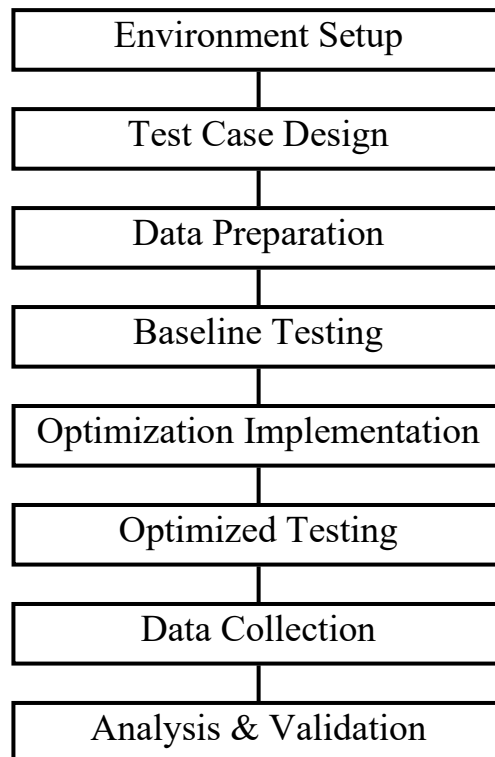 Environment Setup
Test Case Design
Data Preparation
Baseline Testing
Optimization Implementation
Optimized Testing
Data Collection
Analysis & Validation